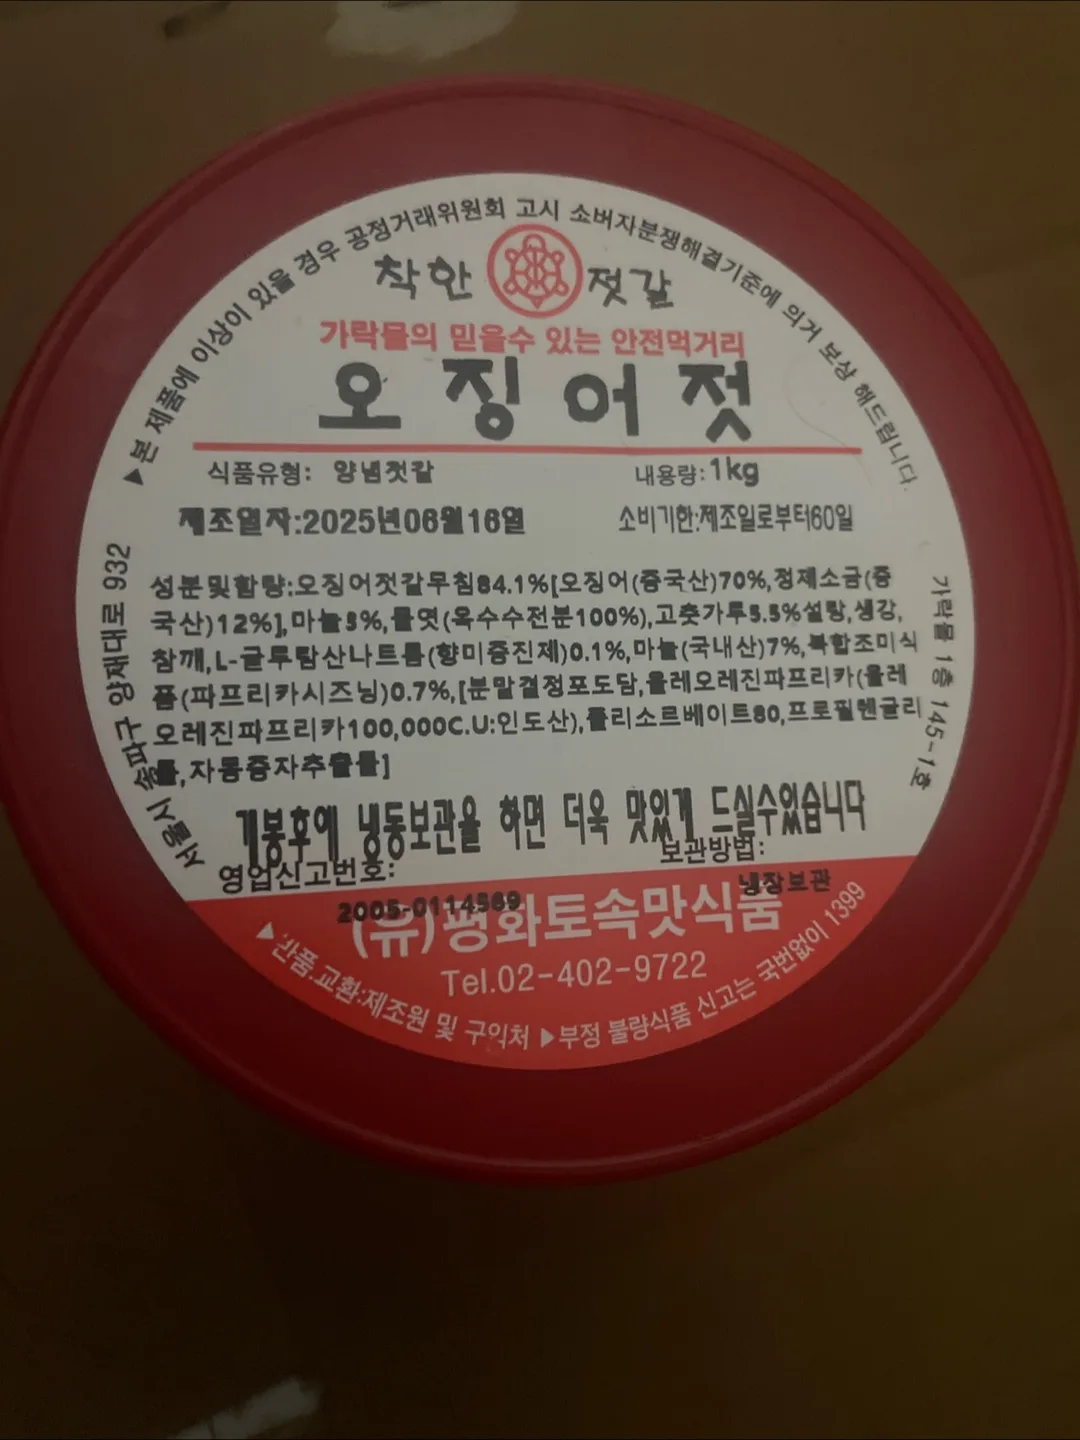 ▶본 제품에 이상이 있을 경우 공정거래위원회 고시 소비자분쟁해결기준에 의거 보상 해드립니다.
착한 젓갈
가락몰의 믿을수 있는 안전먹거리
오징어젓
식품유형: 양념젓갈 내용량:1kg
제조일자:2025년06월16일 소비기한:제조일로부터60일
성분및함량:오징어젓갈무침84.1%[오징어(중국산)70%,정제소금(중
국산)12%],마늘3%,물엿(옥수수전분100%),고춧가루5.5%설탕,생강,
참깨,L-글루탐산나트륨(향미증진제)0.1%,마늘(국내산)7%,복합조미식
품(파프리카시즈닝)0.7%,[분말결정포도당,올레오레진파프리카(올레
오레진파프리카100,000C.U:인도산),폴리소르베이트80,프로필렌글리
콜,자동종자추출물]
개봉후에 냉동보관을 하면 더욱 맛있게 드실수있습니다
영업신고번호: 보관방법:
2005-0114589 냉장보관
(유)평화토속맛식품
Tel.02-402-9722
▶반품.교환:제조원 및 구입처 ▶부정 불량식품 신고는 국번없이 1399
서울시 송파구 양재대로 932
가락몰 1층 145-1호